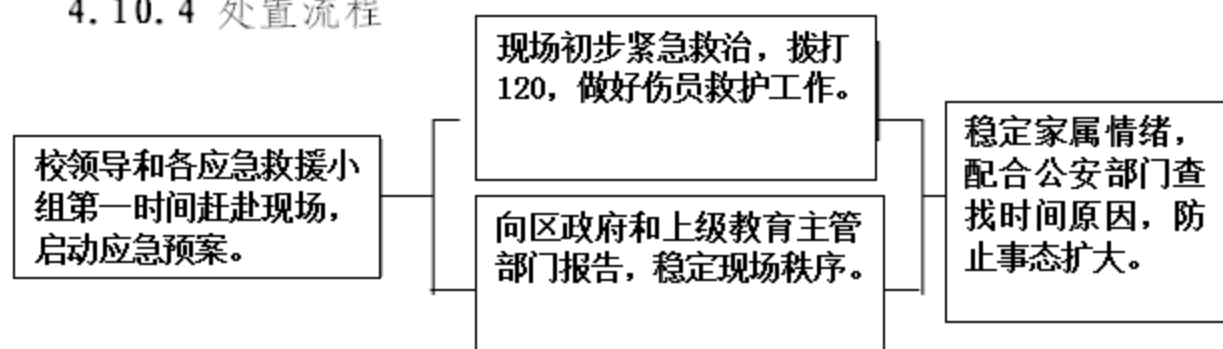 4.10.4 处置流程
现场初步紧急救治，拨打
120，做好伤员救护工作。
校领导和各应急救援小
组第一时间赶赴现场，
启动应急预案。
向区政府和上级教育主管
部门报告，稳定现场秩序。
稳定家属情绪，
配合公安部门查
找时间原因，防
止事态扩大。